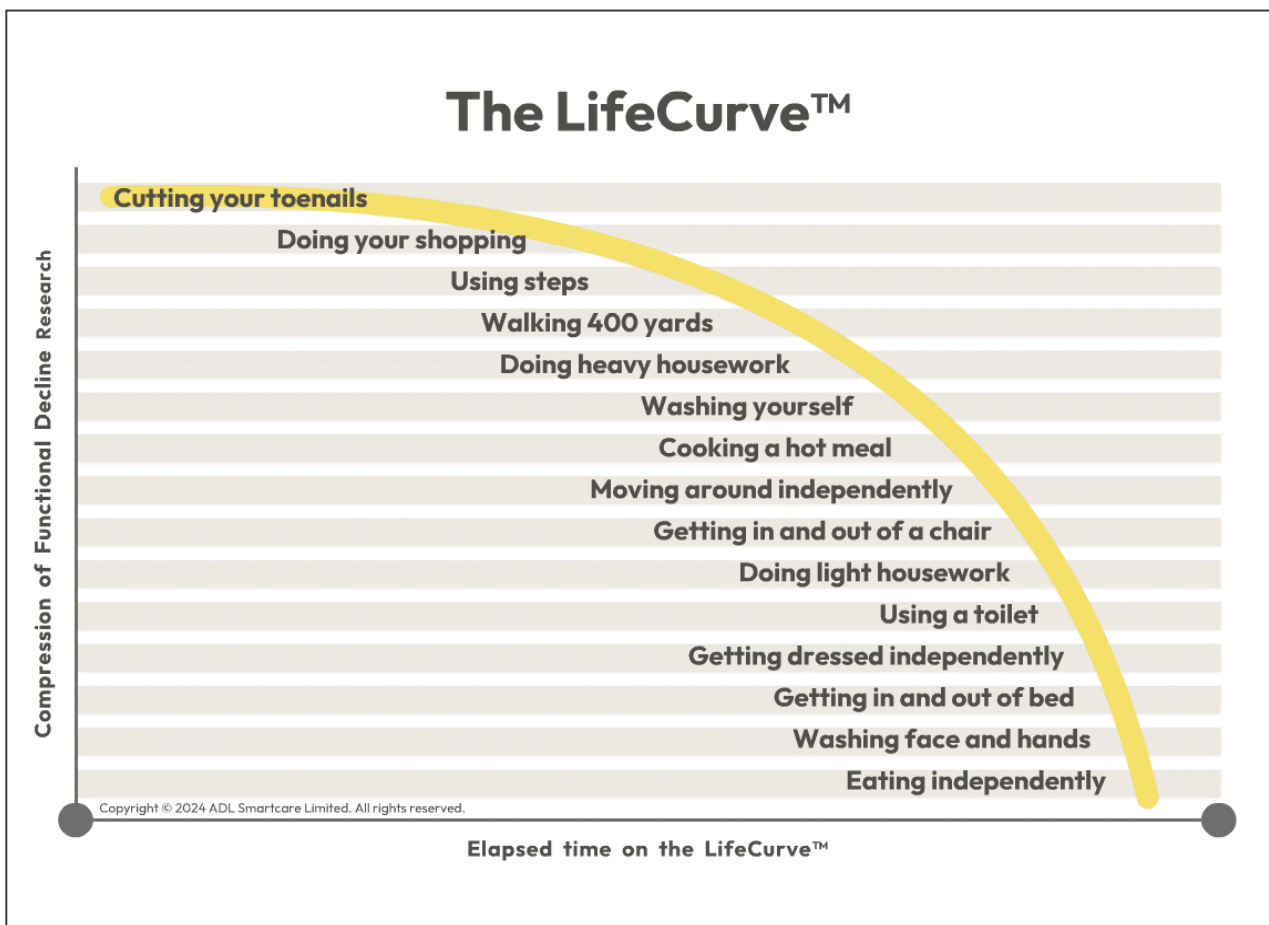 The LifeCurve™
Compression of Functional Decline Research
Cutting your toenails
Doing your shopping
Using steps
Walking 400 yards
Doing heavy housework
Washing yourself
Cooking a hot meal
Moving around independently
Getting in and out of a chair
Doing light housework
Using a toilet
Getting dressed independently
Getting in and out of bed
Washing face and hands
Eating independently
Copyright © 2024 ADL Smartcare Limited. All rights reserved.
Elapsed time on the LifeCurve™